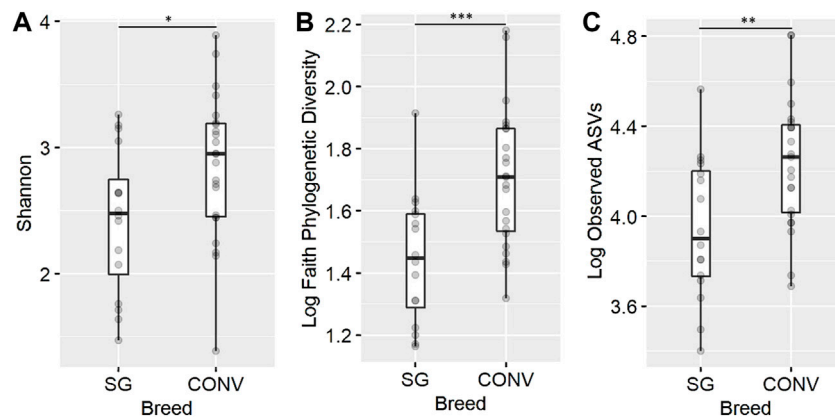 A
*
4
3
2
Shannon
SG CONV
Breed
B
***
2.2
2.0
1.8
1.6
1.4
1.2
Log Faith Phylogenetic Diversity
SG CONV
Breed
C
**
4.8
4.4
4.0
3.6
Log Observed ASVs
SG CONV
Breed